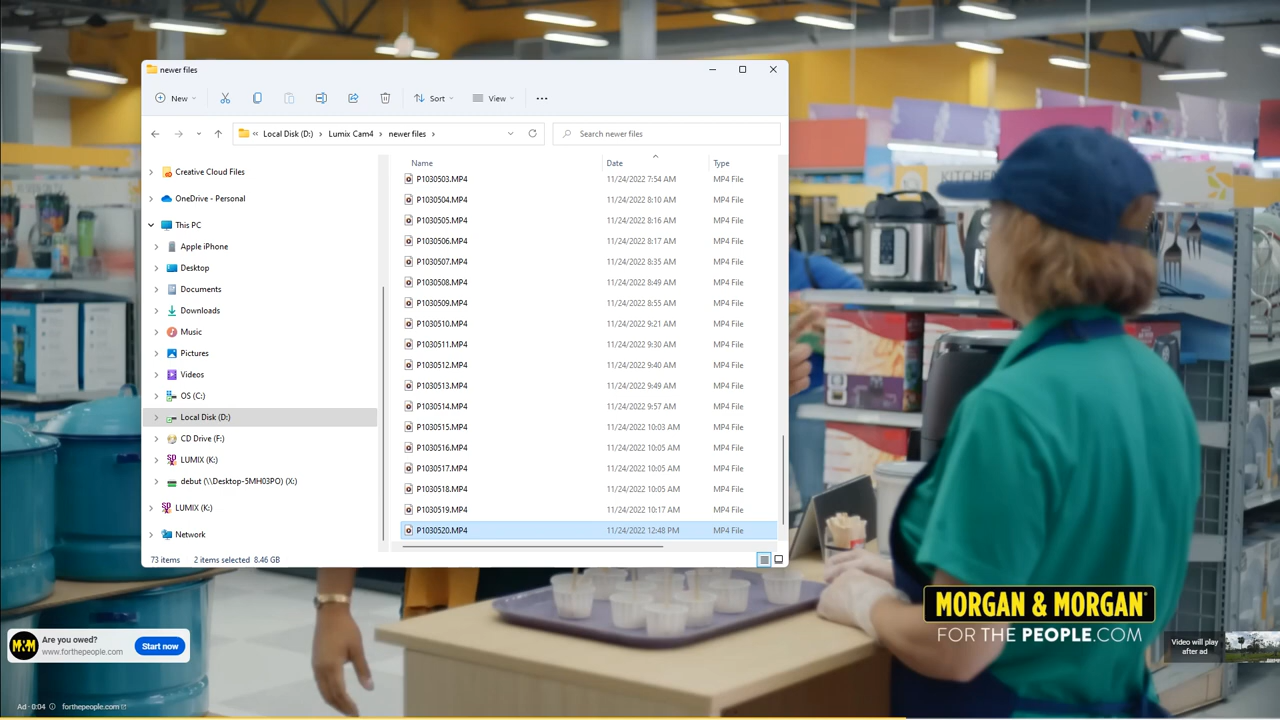 newer files
New
Sort
View
Local Disk (D:) › Lumix Cam4 › newer files ›
Search newer files
Name Date Type
Creative Cloud Files
OneDrive - Personal
This PC
Apple iPhone
Desktop
Documents
Downloads
Music
Pictures
Videos
OS (C:)
Local Disk (D:)
CD Drive (F:)
LUMIX (K:)
debut (\\Desktop-5MH03PO) (X:)
LUMIX (K:)
Network
P1030503.MP4 11/24/2022 7:54 AM MP4 File
P1030504.MP4 11/24/2022 8:10 AM MP4 File
P1030505.MP4 11/24/2022 8:16 AM MP4 File
P1030506.MP4 11/24/2022 8:17 AM MP4 File
P1030507.MP4 11/24/2022 8:35 AM MP4 File
P1030508.MP4 11/24/2022 8:49 AM MP4 File
P1030509.MP4 11/24/2022 8:55 AM MP4 File
P1030510.MP4 11/24/2022 9:21 AM MP4 File
P1030511.MP4 11/24/2022 9:30 AM MP4 File
P1030512.MP4 11/24/2022 9:40 AM MP4 File
P1030513.MP4 11/24/2022 9:49 AM MP4 File
P1030514.MP4 11/24/2022 9:57 AM MP4 File
P1030515.MP4 11/24/2022 10:03 AM MP4 File
P1030516.MP4 11/24/2022 10:05 AM MP4 File
P1030517.MP4 11/24/2022 10:05 AM MP4 File
P1030518.MP4 11/24/2022 10:05 AM MP4 File
P1030519.MP4 11/24/2022 10:17 AM MP4 File
P1030520.MP4 11/24/2022 12:48 PM MP4 File
73 items 2 items selected 8.46 GB
MORGAN & MORGAN
FOR THE PEOPLE.COM
M&M
Are you owed?
www.forthepeople.com
Start now
Video will play
after ad
Ad · 0:04 forthepeople.com